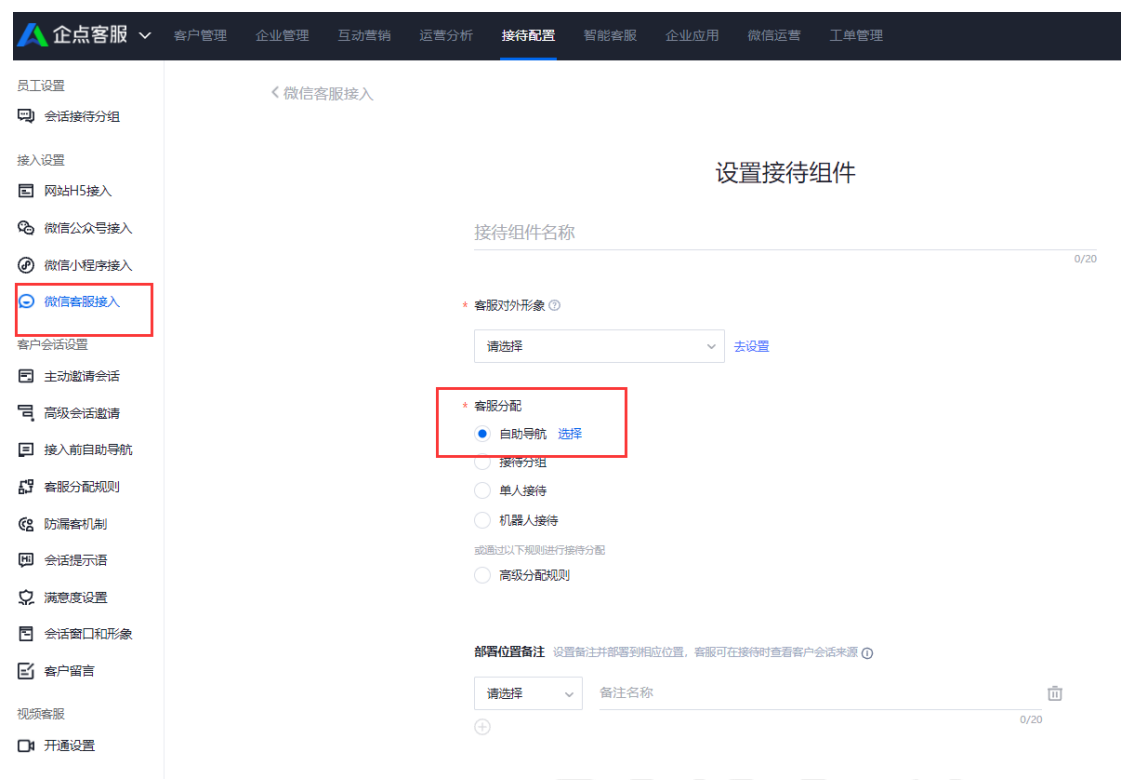 企点客服 客户管理 企业管理 互动营销 运营分析 接待配置 智能客服 企业应用 微信运营 工单管理
员工设置
会话接待分组
接入设置
网站H5接入
微信公众号接入
微信小程序接入
微信客服接入
客户会话设置
主动邀请会话
高级会话邀请
接入前自助导航
客服分配规则
防漏客机制
会话提示语
满意度设置
会话窗口和形象
客户留言
视频客服
开通设置
微信客服接入
设置接待组件
接待组件名称
0/20
* 客服对外形象
请选择 去设置
* 客服分配
自助导航 选择
接待分组
单人接待
机器人接待
或通过以下规则进行接待分配
高级分配规则
部署位置备注 设置备注并部署到相应位置，客服可在接待时查看客户会话来源
请选择 备注名称
0/20